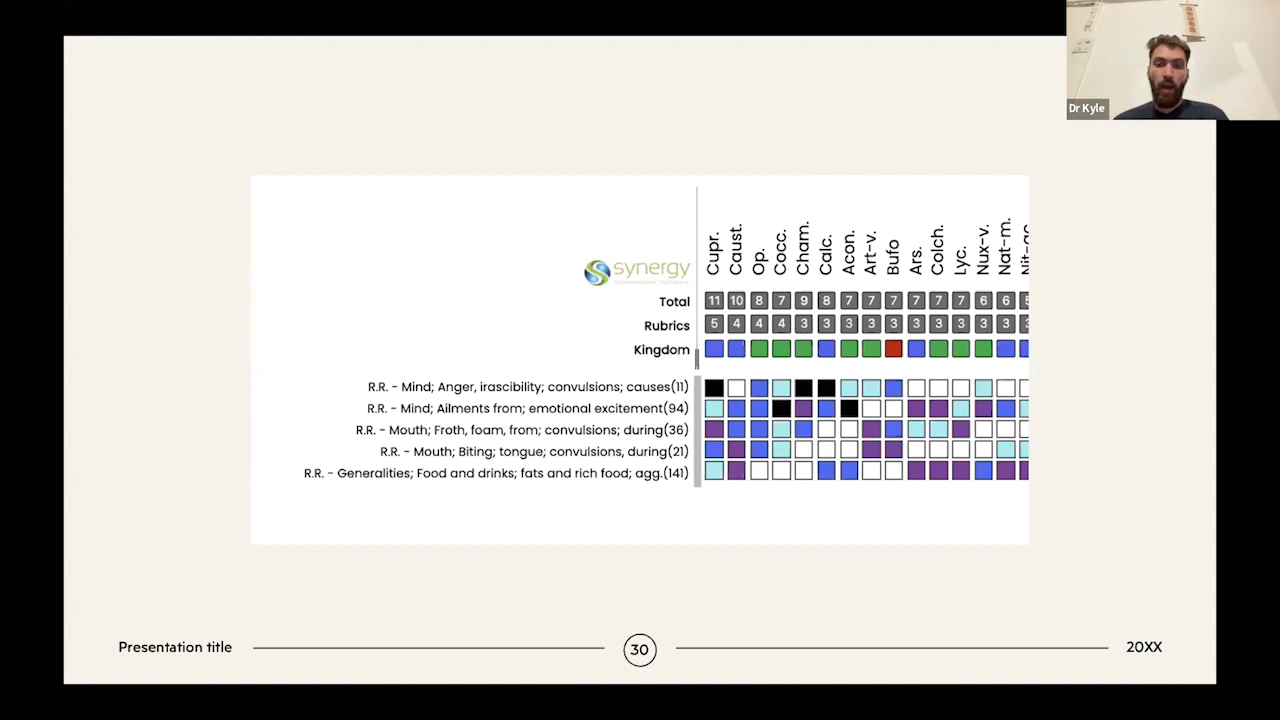 Dr Kyle
Cupr. Caust. Op. Cocc. Cham. Calc. Acon. Art-v. Bufo Ars. Colch. Lyc. Nux-v. Nat-m.
synergy
Total 11 10 8 7 9 8 7 7 7 7 7 7 6 6
Rubrics 5 4 4 4 3 3 3 3 3 3 3 3 3 3
Kingdom
R.R. - Mind; Anger, irascibility; convulsions; causes(11)
R.R. - Mind; Ailments from; emotional excitement(94)
R.R. - Mouth; Froth, foam, from; convulsions; during(36)
R.R. - Mouth; Biting; tongue; convulsions, during(21)
R.R. - Generalities; Food and drinks; fats and rich food; agg.(141)
Presentation title 30 20XX